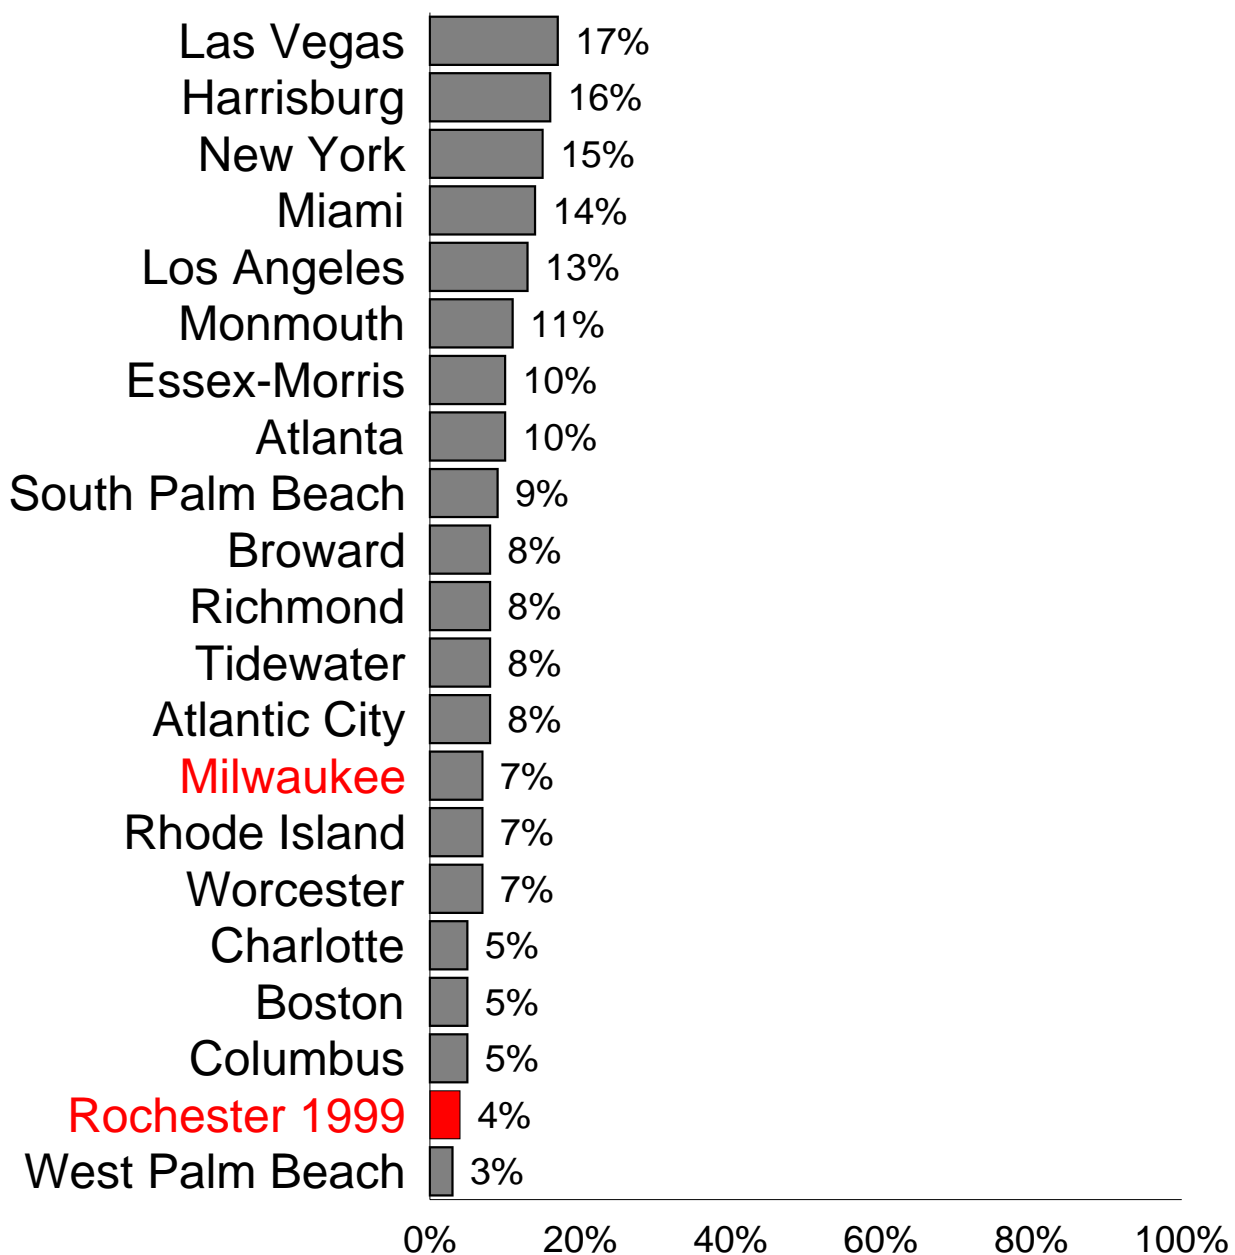 Las Vegas 17%
Harrisburg 16%
New York 15%
Miami 14%
Los Angeles 13%
Monmouth 11%
Essex-Morris 10%
Atlanta 10%
South Palm Beach 9%
Broward 8%
Richmond 8%
Tidewater 8%
Atlantic City 8%
Milwaukee 7%
Rhode Island 7%
Worcester 7%
Charlotte 5%
Boston 5%
Columbus 5%
Rochester 1999 4%
West Palm Beach 3%
0% 20% 40% 60% 80% 100%